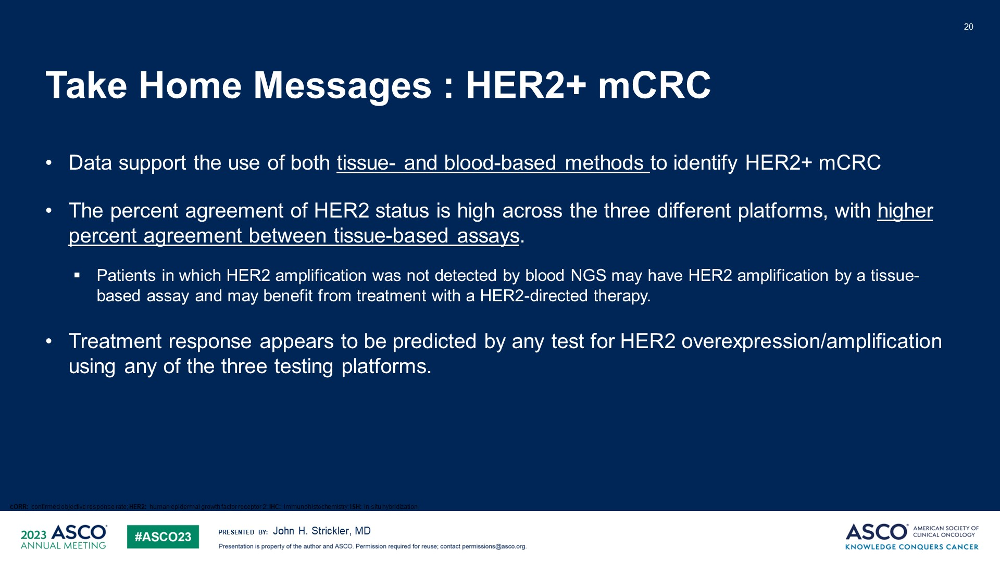 20
Take Home Messages : HER2+ mCRC
• Data support the use of both tissue- and blood-based methods to identify HER2+ mCRC
• The percent agreement of HER2 status is high across the three different platforms, with higher
percent agreement between tissue-based assays.
▪ Patients in which HER2 amplification was not detected by blood NGS may have HER2 amplification by a tissue-
based assay and may benefit from treatment with a HER2-directed therapy.
• Treatment response appears to be predicted by any test for HER2 overexpression/amplification
using any of the three testing platforms.
cORR: confirmed objective response rate; HER2: human epidermal growth factor receptor 2; IHC: immunohistochemistry; ISH: in situ hybridization
2023 ASCO®
ANNUAL MEETING
#ASCO23
PRESENTED BY: John H. Strickler, MD
Presentation is property of the author and ASCO. Permission required for reuse; contact permissions@asco.org.
ASCO® AMERICAN SOCIETY OF
CLINICAL ONCOLOGY
KNOWLEDGE CONQUERS CANCER